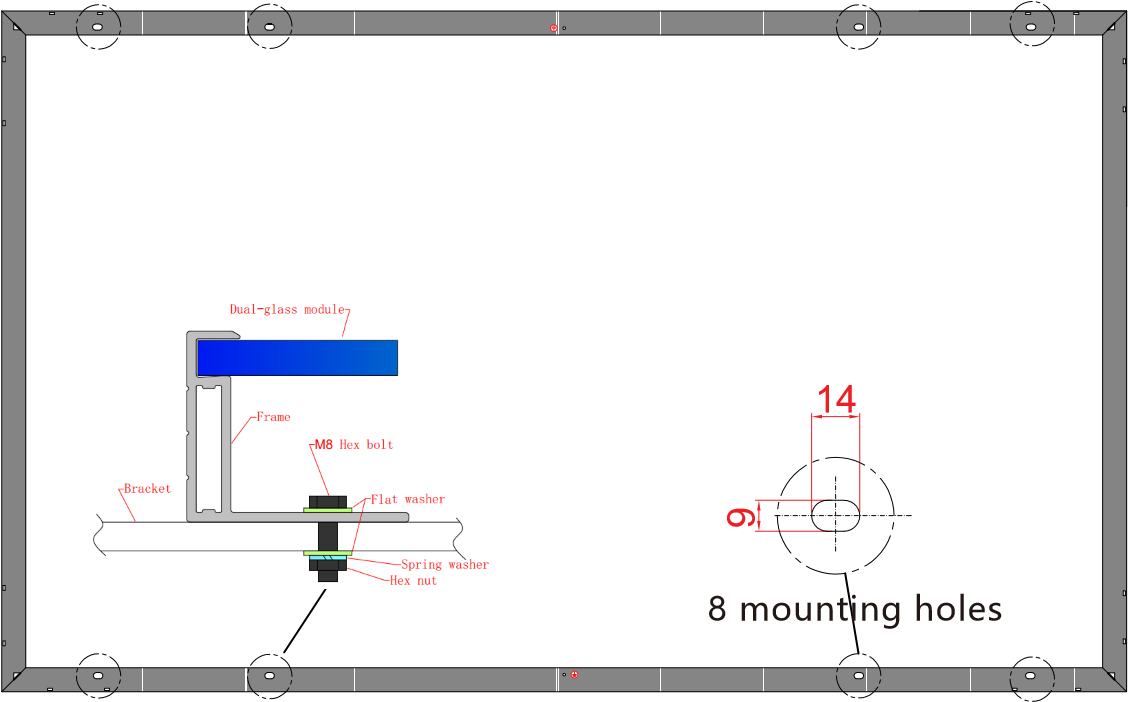 Dual-glass module
Frame
M8 Hex bolt
Bracket
Flat washer
Spring washer
Hex nut
14
9
8 mounting holes